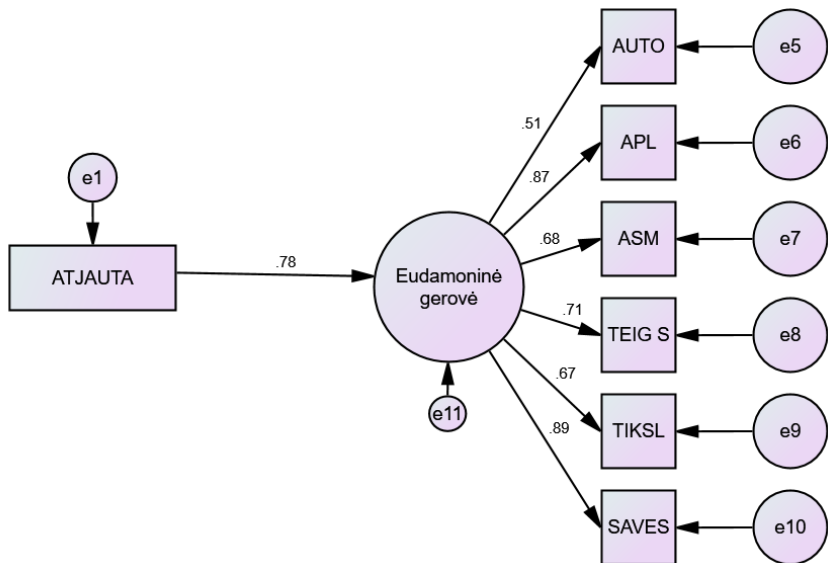 AUTO
e5
.51
APL
e6
.87
e1
ASM
e7
.68
ATJAUTA
.78
Eudamoninė
gerovė
.71
TEIG S
e8
.67
e11
.89
TIKSL
e9
SAVES
e10